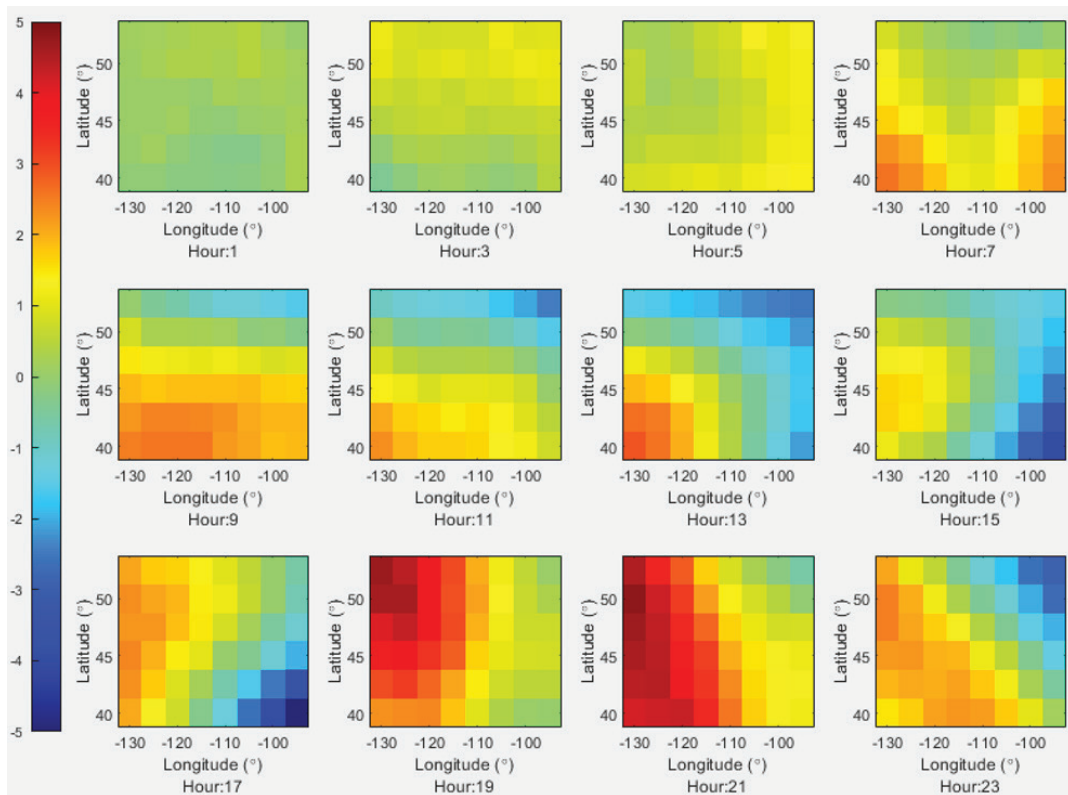 5
4
3
2
1
0
-1
-2
-3
-4
-5
Latitude (°)
50
45
40
-130 -120 -110 -100
Longitude (°)
Hour:1
Latitude (°)
50
45
40
-130 -120 -110 -100
Longitude (°)
Hour:3
Latitude (°)
50
45
40
-130 -120 -110 -100
Longitude (°)
Hour:5
Latitude (°)
50
45
40
-130 -120 -110 -100
Longitude (°)
Hour:7
Latitude (°)
50
45
40
-130 -120 -110 -100
Longitude (°)
Hour:9
Latitude (°)
50
45
40
-130 -120 -110 -100
Longitude (°)
Hour:11
Latitude (°)
50
45
40
-130 -120 -110 -100
Longitude (°)
Hour:13
Latitude (°)
50
45
40
-130 -120 -110 -100
Longitude (°)
Hour:15
Latitude (°)
50
45
40
-130 -120 -110 -100
Longitude (°)
Hour:17
Latitude (°)
50
45
40
-130 -120 -110 -100
Longitude (°)
Hour:19
Latitude (°)
50
45
40
-130 -120 -110 -100
Longitude (°)
Hour:21
Latitude (°)
50
45
40
-130 -120 -110 -100
Longitude (°)
Hour:23